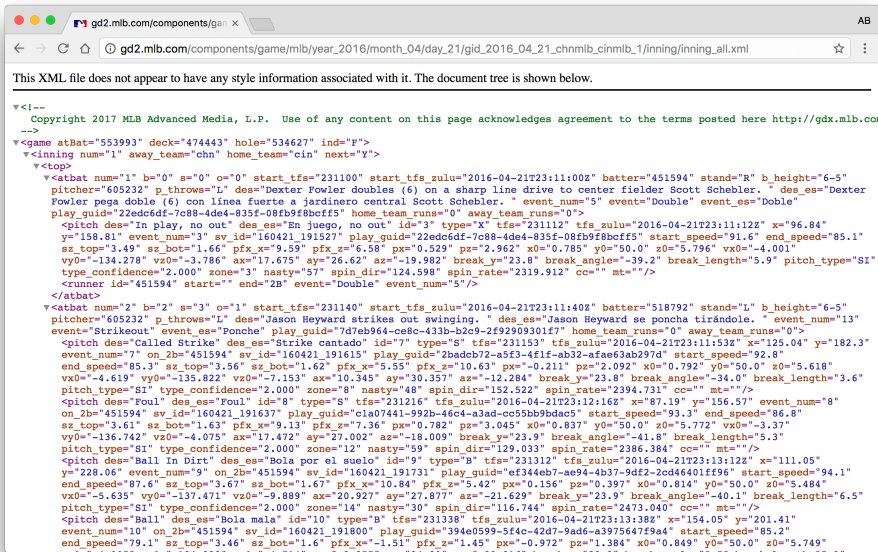 gd2.mlb.com/components/gam
AB
gd2.mlb.com/components/game/mlb/year_2016/month_04/day_21/gid_2016_04_21_chnmlb_cinmlb_1/inning/inning_all.xml
This XML file does not appear to have any style information associated with it. The document tree is shown below.
▼<!--
Copyright 2017 MLB Advanced Media, L.P.  Use of any content on this page acknowledges agreement to the terms posted here http://gdx.mlb.com
-->
▼<game atBat="553993" deck="474443" hole="534627" ind="F">
▼<inning num="1" away_team="chn" home_team="cin" next="Y">
▼<top>
▼<atbat num="1" b="0" s="0" o="0" start_tfs="231100" start_tfs_zulu="2016-04-21T23:11:00Z" batter="451594" stand="R" b_height="6-5"
pitcher="605232" p_throws="L" des="Dexter Fowler doubles (6) on a sharp line drive to center fielder Scott Schebler. " des_es="Dexter
Fowler pega doble (6) con línea fuerte a jardinero central Scott Schebler. " event_num="5" event="Double" event_es="Doble"
play_guid="22edc6df-7c88-4de4-835f-08fb9f8bcff5" home_team_runs="0" away_team_runs="0">
<pitch des="In play, no out" des_es="En juego, no out" id="3" type="X" tfs="231112" tfs_zulu="2016-04-21T23:11:12Z" x="96.84"
y="158.81" event_num="3" sv_id="160421_191527" play_guid="22edc6df-7c88-4de4-835f-08fb9f8bcff5" start_speed="91.6" end_speed="85.1"
sz_top="3.49" sz_bot="1.66" pfx_x="9.59" pfx_z="6.58" px="0.529" pz="2.962" x0="0.785" y0="50.0" z0="5.796" vx0="-4.001"
vy0="-134.278" vz0="-3.786" ax="17.675" ay="26.62" az="-19.982" break_y="23.8" break_angle="-39.2" break_length="5.9" pitch_type="SI"
type_confidence="2.000" zone="3" nasty="57" spin_dir="124.598" spin_rate="2319.912" cc="" mt=""/>
<runner id="451594" start="" end="2B" event="Double" event_num="5"/>
</atbat>
▼<atbat num="2" b="2" s="3" o="1" start_tfs="231140" start_tfs_zulu="2016-04-21T23:11:40Z" batter="518792" stand="L" b_height="6-5"
pitcher="605232" p_throws="L" des="Jason Heyward strikes out swinging. " des_es="Jason Heyward se poncha tirándole. " event_num="13"
event="Strikeout" event_es="Ponche" play_guid="7d7eb964-ce8c-433b-b2c9-2f92909301f7" home_team_runs="0" away_team_runs="0">
<pitch des="Called Strike" des_es="Strike cantado" id="7" type="S" tfs="231153" tfs_zulu="2016-04-21T23:11:53Z" x="125.04" y="182.3"
event_num="7" on_2b="451594" sv_id="160421_191615" play_guid="2badcb72-a5f3-4f1f-ab32-afae63ab297d" start_speed="92.8"
end_speed="85.3" sz_top="3.56" sz_bot="1.62" pfx_x="5.55" pfx_z="10.63" px="-0.211" pz="2.092" x0="0.792" y0="50.0" z0="5.618"
vx0="-4.619" vy0="-135.822" vz0="-7.153" ax="10.345" ay="30.357" az="-12.284" break_y="23.8" break_angle="-34.0" break_length="3.6"
pitch_type="SI" type_confidence="2.000" zone="8" nasty="48" spin_dir="152.522" spin_rate="2394.731" cc="" mt=""/>
<pitch des="Foul" des_es="Foul" id="8" type="S" tfs="231216" tfs_zulu="2016-04-21T23:12:16Z" x="87.19" y="156.57" event_num="8"
on_2b="451594" sv_id="160421_191637" play_guid="c1a07441-992b-46c4-a3ad-cc55bb9bdac5" start_speed="93.3" end_speed="86.8"
sz_top="3.61" sz_bot="1.63" pfx_x="9.13" pfx_z="7.36" px="0.782" pz="3.045" x0="0.837" y0="50.0" z0="5.772" vx0="-3.37"
vy0="-136.742" vz0="-4.075" ax="17.472" ay="27.002" az="-18.009" break_y="23.9" break_angle="-41.8" break_length="5.3"
pitch_type="SI" type_confidence="2.000" zone="12" nasty="59" spin_dir="129.033" spin_rate="2386.384" cc="" mt=""/>
<pitch des="Ball In Dirt" des_es="Bola por el suelo" id="9" type="B" tfs="231312" tfs_zulu="2016-04-21T23:13:12Z" x="111.05"
y="228.06" event_num="9" on_2b="451594" sv_id="160421_191731" play_guid="ef344eb7-ae94-4b37-9df2-2cd46401ff96" start_speed="94.1"
end_speed="87.6" sz_top="3.67" sz_bot="1.67" pfx_x="10.84" pfx_z="5.42" px="0.156" pz="0.397" x0="0.814" y0="50.0" z0="5.484"
vx0="-5.635" vy0="-137.471" vz0="-9.889" ax="20.927" ay="27.877" az="-21.629" break_y="23.9" break_angle="-40.1" break_length="6.5"
pitch_type="SI" type_confidence="2.000" zone="14" nasty="30" spin_dir="116.744" spin_rate="2473.040" cc="" mt=""/>
<pitch des="Ball" des_es="Bola mala" id="10" type="B" tfs="231338" tfs_zulu="2016-04-21T23:13:38Z" x="154.05" y="201.41"
event_num="10" on_2b="451594" sv_id="160421_191800" play_guid="394e0599-5f4c-42d7-9ad6-a3975647f9a4" start_speed="85.2"
end_speed="79.1" sz_top="3.46" sz_bot="1.6" pfx_x="-1.51" pfx_z="1.45" px="-0.972" pz="1.384" x0="0.849" y0="50.0" z0="5.749"